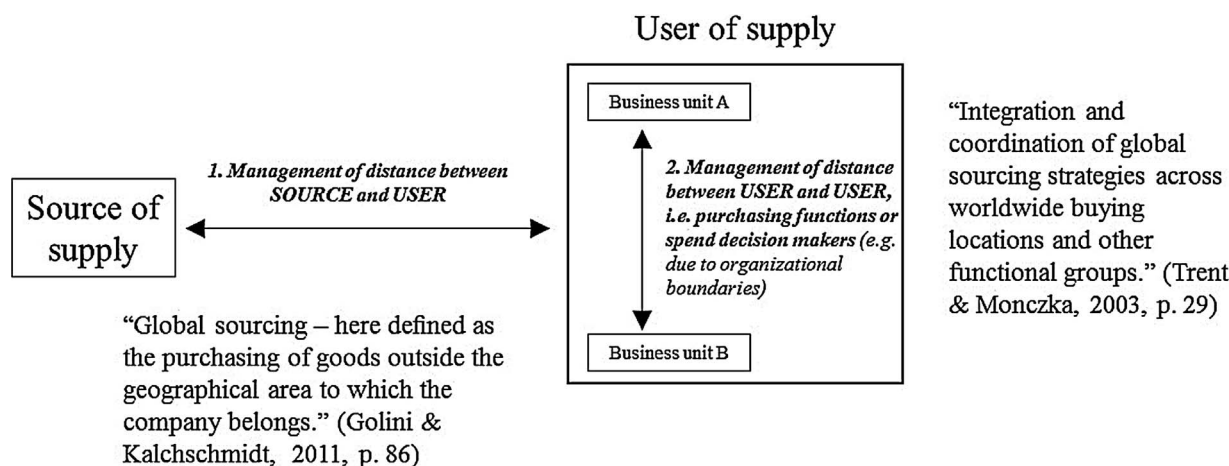 User of supply
Business unit A
1. Management of distance between
SOURCE and USER
Source of
supply
2. Management of distance
between USER and USER,
i.e. purchasing functions or
spend decision makers (e.g.
due to organizational
boundaries)
Business unit B
“Integration and
coordination of global
sourcing strategies across
worldwide buying
locations and other
functional groups.” (Trent
& Monczka, 2003, p. 29)
“Global sourcing – here defined as
the purchasing of goods outside the
geographical area to which the
company belongs.” (Golini &
Kalchschmidt, 2011, p. 86)